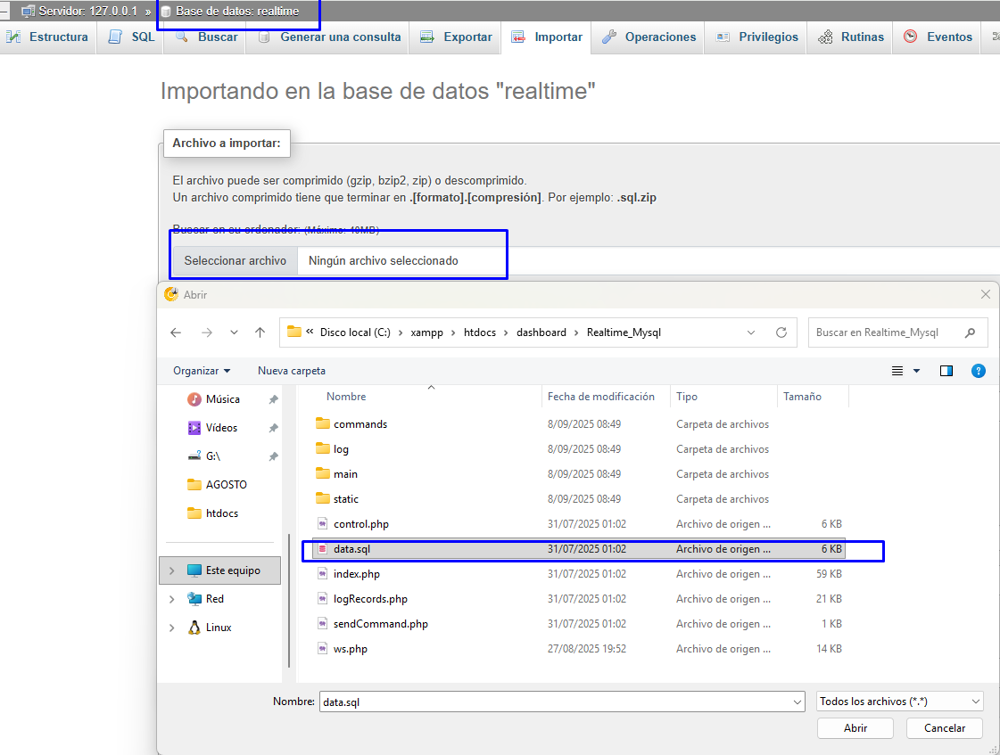 Servidor: 127.0.0.1 » Base de datos: realtime
Estructura SQL Buscar Generar una consulta Exportar Importar Operaciones Privilegios Rutinas Eventos
Importando en la base de datos "realtime"
Archivo a importar:
El archivo puede ser comprimido (gzip, bzip2, zip) o descomprimido.
Un archivo comprimido tiene que terminar en .[formato].[compresión]. Por ejemplo: .sql.zip
Buscar en su ordenador: (Máximo: 40MB)
Seleccionar archivo Ningún archivo seleccionado
Abrir
« Disco local (C:) › xampp › htdocs › dashboard › Realtime_Mysql Buscar en Realtime_Mysql
Organizar Nueva carpeta
Nombre Fecha de modificación Tipo Tamaño
Música
Vídeos
G:\
AGOSTO
htdocs
Este equipo
Red
Linux
commands 8/09/2025 08:49 Carpeta de archivos
log 8/09/2025 08:49 Carpeta de archivos
main 8/09/2025 08:49 Carpeta de archivos
static 8/09/2025 08:49 Carpeta de archivos
control.php 31/07/2025 01:02 Archivo de origen ... 6 KB
data.sql 31/07/2025 01:02 Archivo de origen ... 6 KB
index.php 31/07/2025 01:02 Archivo de origen ... 59 KB
logRecords.php 31/07/2025 01:02 Archivo de origen ... 21 KB
sendCommand.php 31/07/2025 01:02 Archivo de origen ... 1 KB
ws.php 27/08/2025 19:52 Archivo de origen ... 14 KB
Nombre: data.sql Todos los archivos (*.*)
Abrir Cancelar